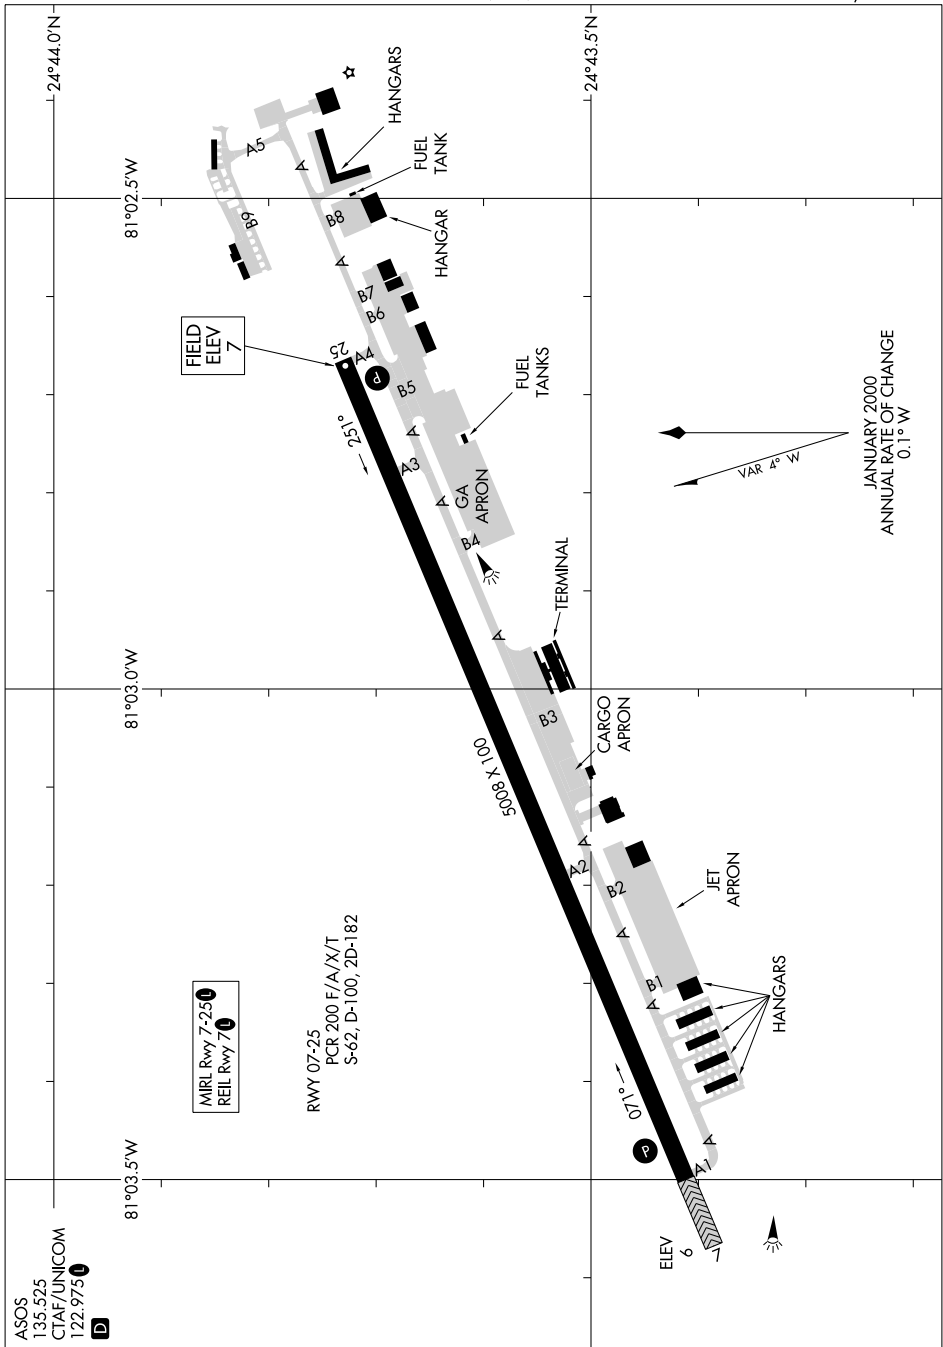 ASOS
135.525
CTAF/UNICOM
122.975 L
D
24°44.0'N
24°43.5'N
81°03.5'W
81°03.0'W
81°02.5'W
MIRL Rwy 7-25 L
REIL Rwy 7 L
RWY 07-25
PCR 200 F/A/X/T
S-62, D-100, 2D-182
FIELD
ELEV
7
25
251°
5008 X 100
071°
P
P
ELEV
6
7
A1
A
A
B1
A
B2
A2
A
B3
A
B4
A
A3
A
B5
A4
B6
B7
A
B8
B9
A
A5
HANGARS
JET
APRON
CARGO
APRON
TERMINAL
GA
APRON
FUEL
TANKS
HANGAR
FUEL
TANK
HANGARS
VAR 4° W
JANUARY 2000
ANNUAL RATE OF CHANGE
0.1° W